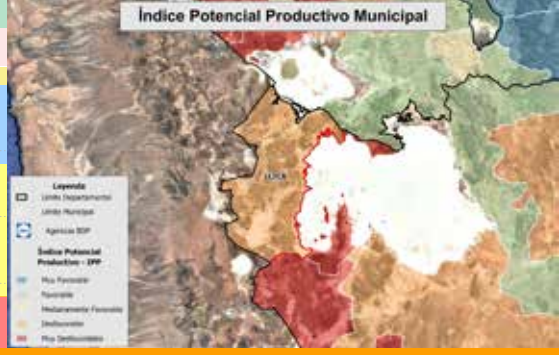 Índice Potencial Productivo Municipal
LLICA
Leyenda
Límite Departamental
Límite Municipal
Agencias BDP
Índice Potencial
Productivo - IPP
Muy Favorable
Favorable
Medianamente Favorable
Desfavorable
Muy Desfavorable